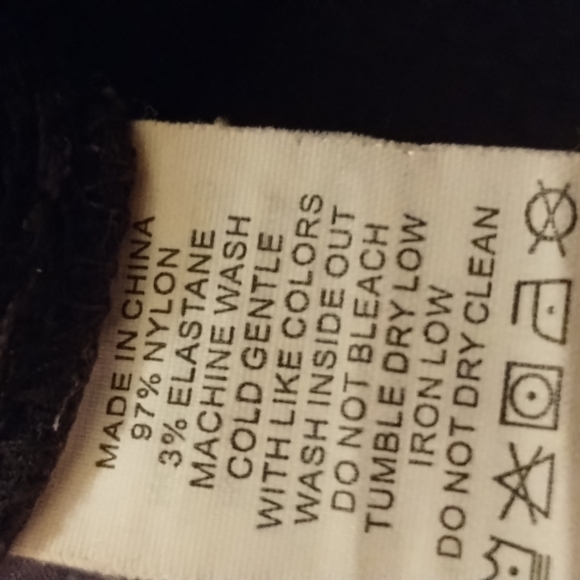 MADE IN CHINA
97% NYLON
3% ELASTANE
MACHINE WASH
COLD GENTLE
WITH LIKE COLORS
WASH INSIDE OUT
DO NOT BLEACH
TUMBLE DRY LOW
IRON LOW
DO NOT DRY CLEAN